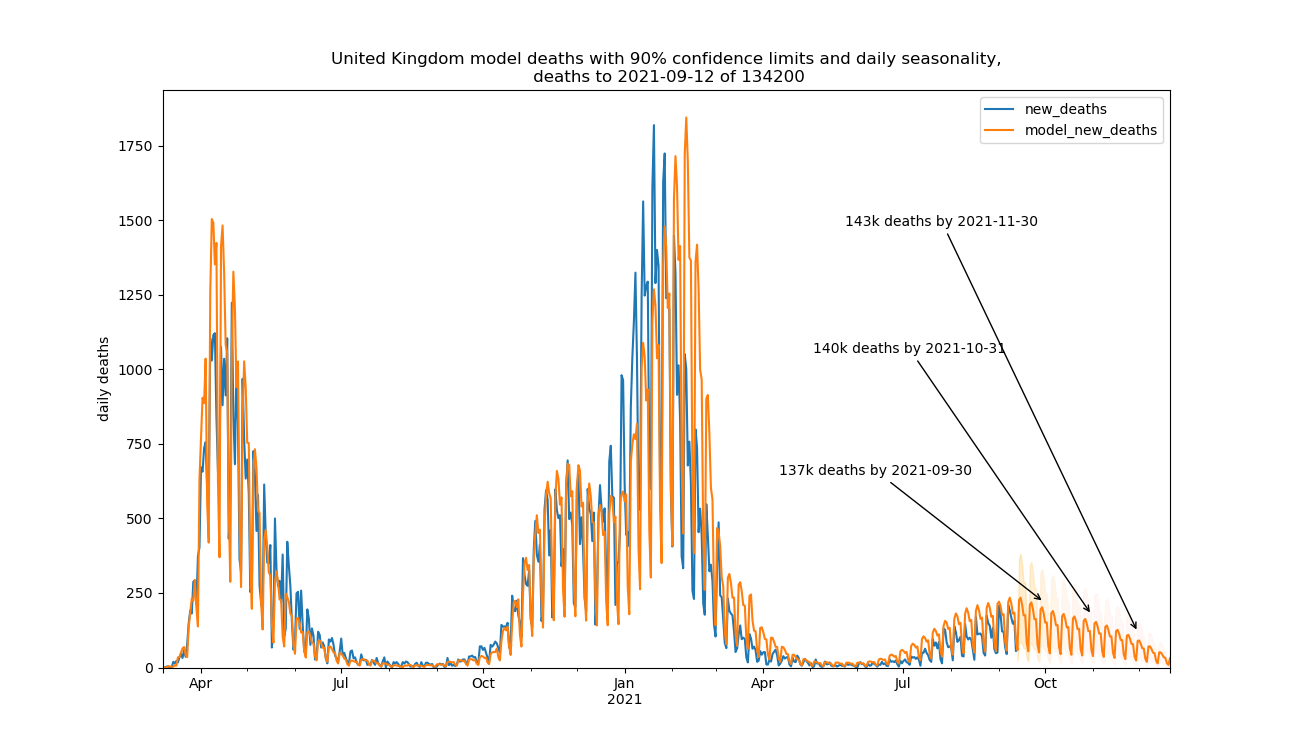 United Kingdom model deaths with 90% confidence limits and daily seasonality,
deaths to 2021-09-12 of 134200
new_deaths
model_new_deaths
1750
1500
1250
1000
750
500
250
0
daily deaths
143k deaths by 2021-11-30
140k deaths by 2021-10-31
137k deaths by 2021-09-30
Apr
Jul
Oct
Jan
2021
Apr
Jul
Oct